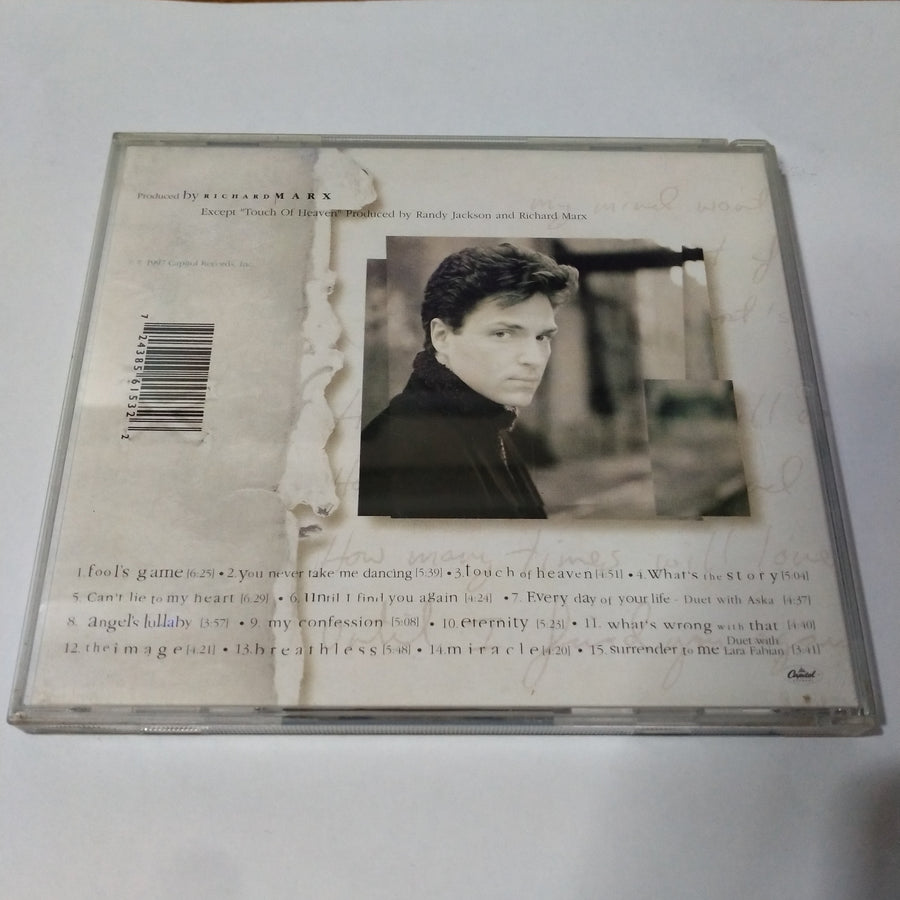 Produced by RICHARD MARX
Except "Touch Of Heaven" Produced by Randy Jackson and Richard Marx
℗ © 1997 Capitol Records, Inc.
7 24385 61532 2
my mind
1. fool's game [6:25] • 2. you never take me dancing [5:39] • 3. touch of heaven [4:51] • 4. What's the story [5:04]
5. Can't lie to my heart [6:29] • 6. Until I find you again [4:24] • 7. Every day of your life - Duet with Aska [4:37]
8. angel's lullaby [3:57] • 9. my confession [5:08] • 10. eternity [5:23] • 11. what's wrong with that [4:40]
12. the image [4:21] • 13. breathless [5:48] • 14. miracle [4:20] • 15. surrender to me Duet with Lara Fabian [3:41]
How many times will love
Capitol